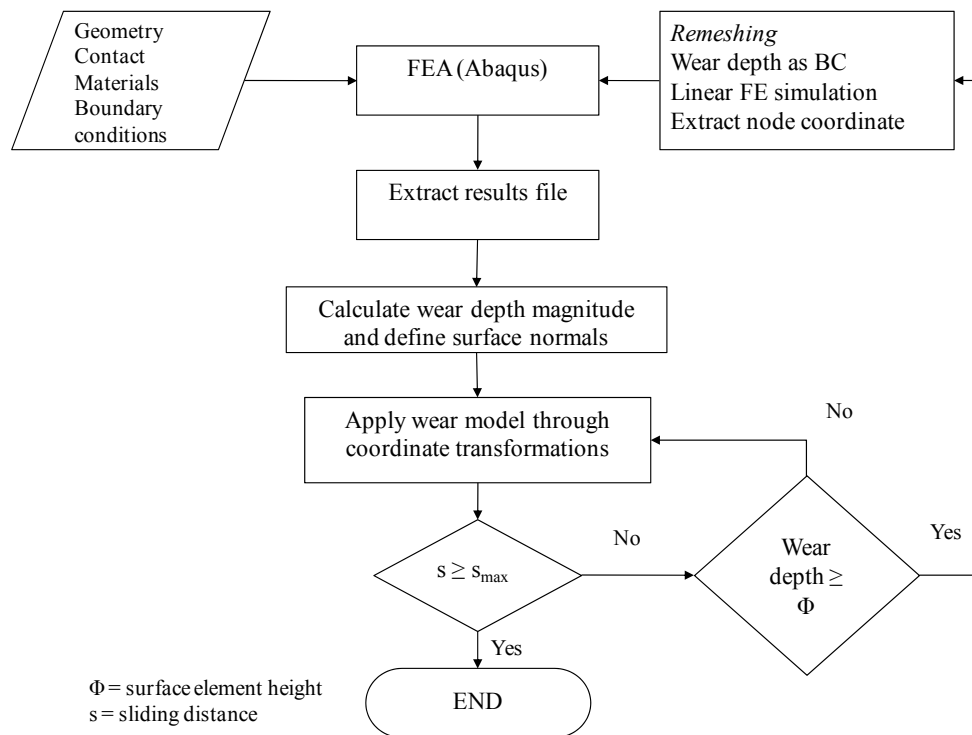 Geometry
Contact
Materials
Boundary
conditions
FEA (Abaqus)
Remeshing
Wear depth as BC
Linear FE simulation
Extract node coordinate
Extract results file
Calculate wear depth magnitude
and define surface normals
Apply wear model through
coordinate transformations
No
s ≥ smax
No
Wear
depth ≥
Φ
Yes
Yes
END
Φ = surface element height
s = sliding distance